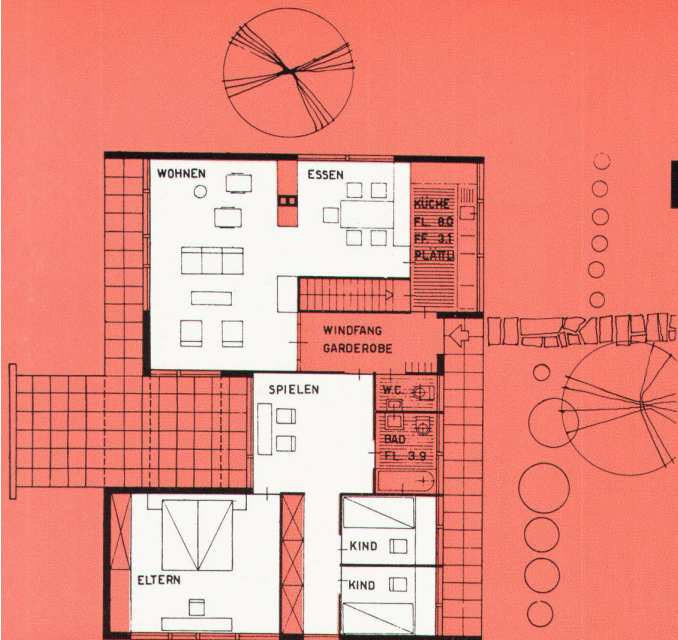 WOHNEN
ESSEN
KÜCHE
FL. 8.0
FF. 3.1
PLÄTTLI
WINDFANG
GARDEROBE
SPIELEN
W.C.
BAD
FL. 3.9
KIND
ELTERN
KIND